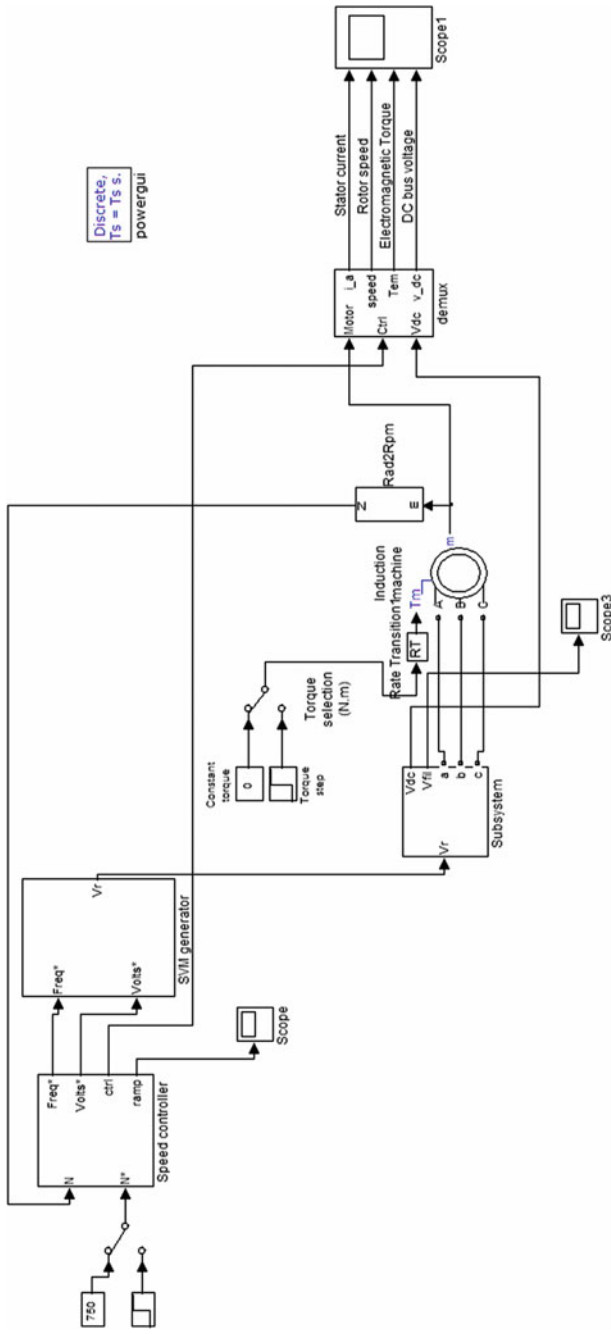 750
N
N*
Freq*
Volts*
ctrl
ramp
Speed controller
Scope
Freq*
Volts*
Vr
SVM generator
Constant
torque
0
Torque
step
Torque
selection
(N.m)
Vr
Vdc
Vfil
a
b
c
Subsystem
RT
Rate Transition1
Induction
machine
Tm
A
B
C
m
Scope3
N
E
Rad2Rpm
Motor
Ctrl
Vdc
i_a
speed
Tem
v_dc
demux
Stator current
Rotor speed
Electromagnetic Torque
DC bus voltage
Scope1
Discrete,
Ts = Ts s.
powergui